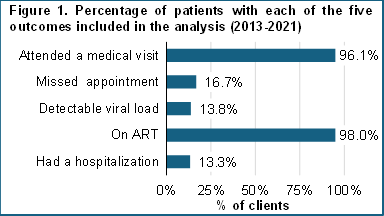 Figure 1. Percentage of patients with each of the five
outcomes included in the analysis (2013-2021)
Attended a medical visit 96.1%
Missed appointment 16.7%
Detectable viral load 13.8%
On ART 98.0%
Had a hospitalization 13.3%
0% 25% 50% 75% 100%
% of clients